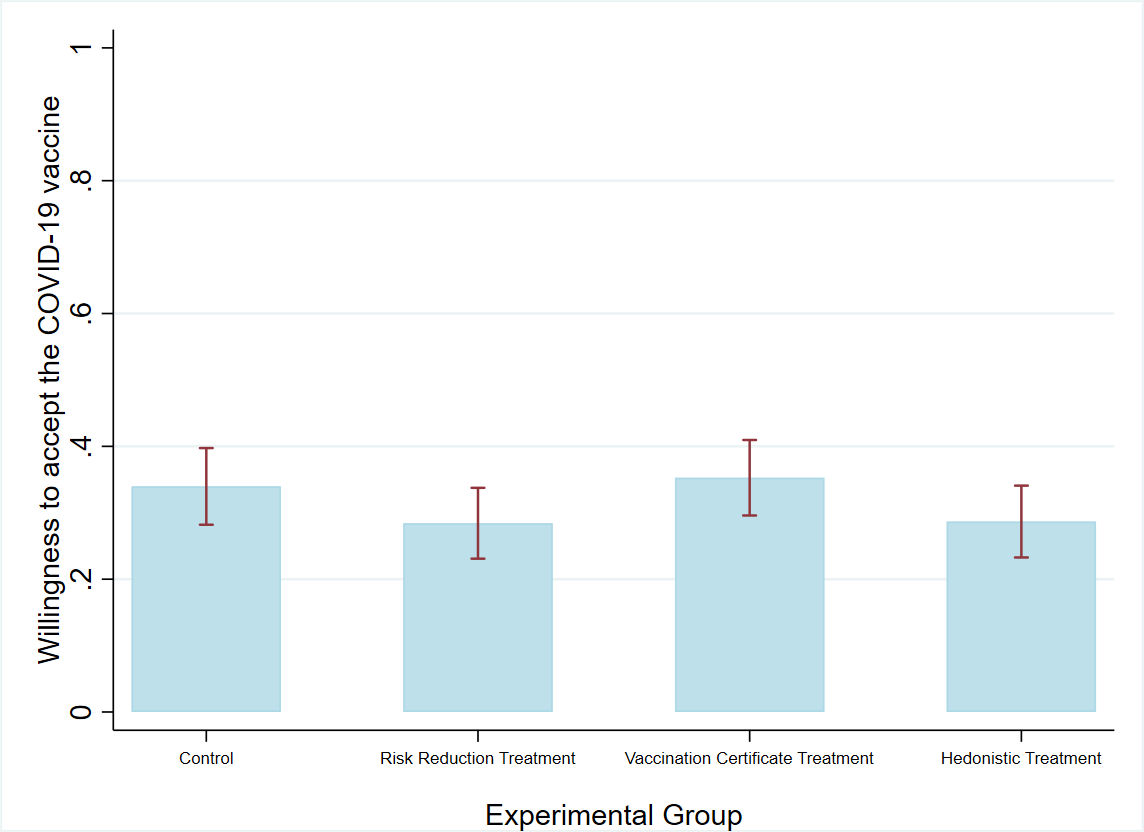 Willingness to accept the COVID-19 vaccine
1
.8
.6
.4
.2
0
Control
Risk Reduction Treatment
Vaccination Certificate Treatment
Hedonistic Treatment
Experimental Group